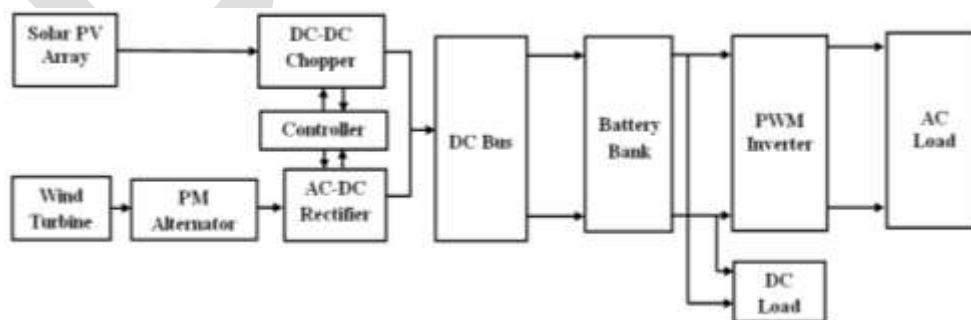 Solar PV
Array
DC-DC
Chopper
Controller
Wind
Turbine
PM
Alternator
AC-DC
Rectifier
DC Bus
Battery
Bank
PWM
Inverter
AC
Load
DC
Load